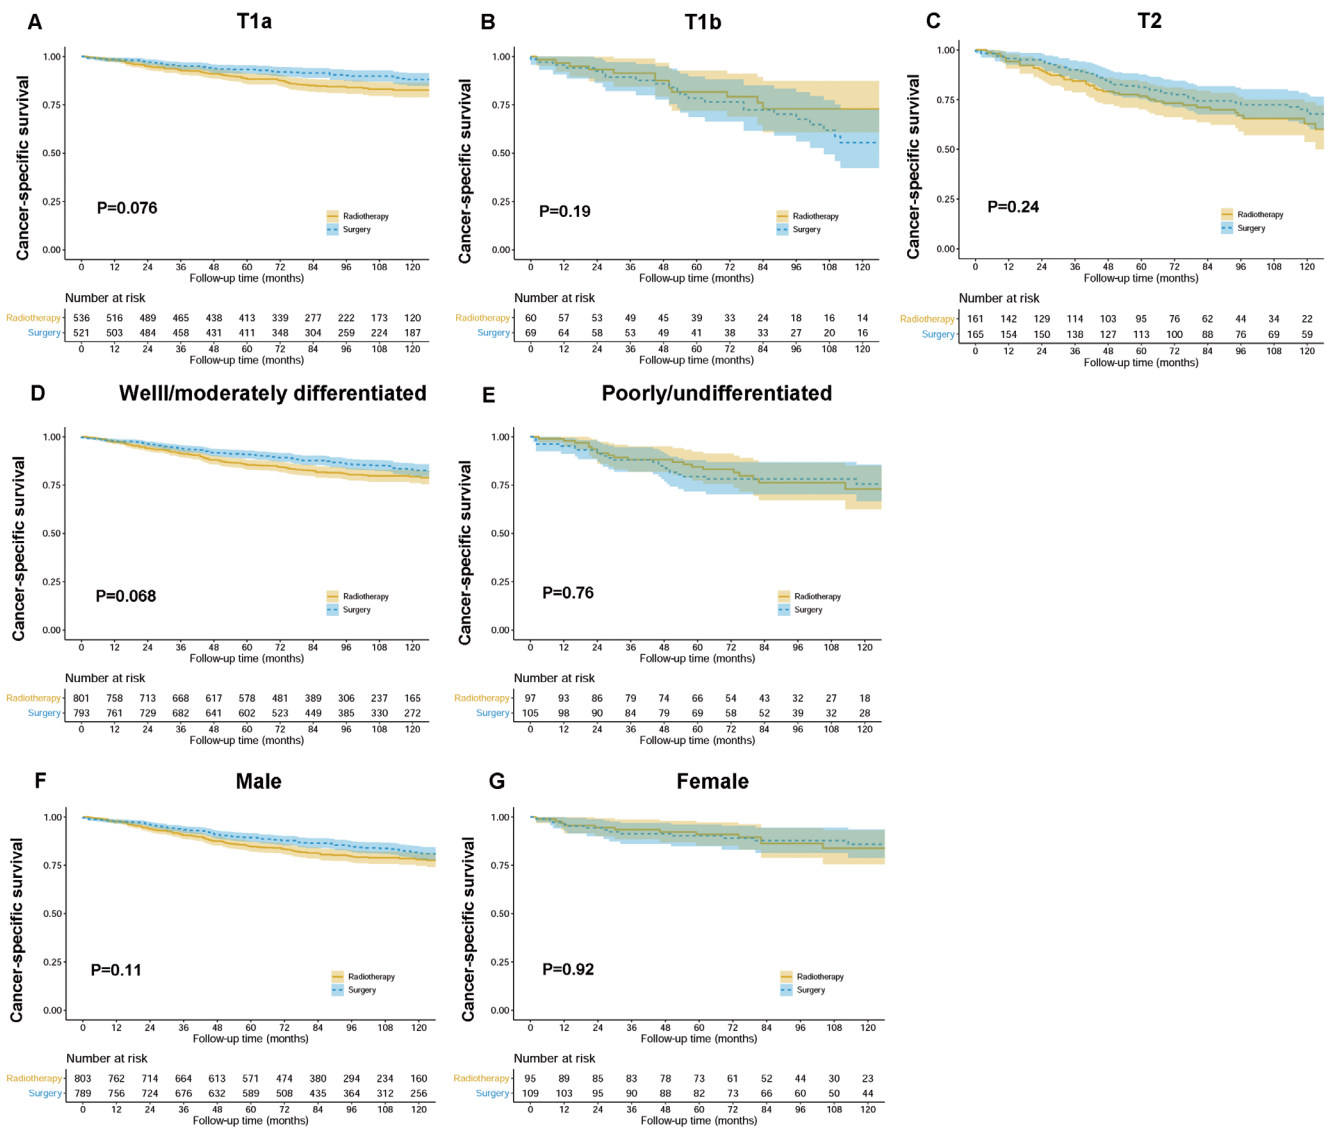 A T1a
Cancer-specific survival
1.00
0.75
0.50
0.25
0.00
P=0.076
Radiotherapy
Surgery
0 12 24 36 48 60 72 84 96 108 120
Follow-up time (months)
Number at risk
Radiotherapy 536 516 489 465 438 413 339 277 222 173 120
Surgery 521 503 484 458 431 411 348 304 259 224 187
0 12 24 36 48 60 72 84 96 108 120
Follow-up time (months)
B T1b
Cancer-specific survival
1.00
0.75
0.50
0.25
0.00
P=0.19
Radiotherapy
Surgery
0 12 24 36 48 60 72 84 96 108 120
Follow-up time (months)
Number at risk
Radiotherapy 60 57 53 49 45 39 33 24 18 16 14
Surgery 69 64 58 53 49 41 38 33 27 20 16
0 12 24 36 48 60 72 84 96 108 120
Follow-up time (months)
C T2
Cancer-specific survival
1.00
0.75
0.50
0.25
0.00
P=0.24
Radiotherapy
Surgery
0 12 24 36 48 60 72 84 96 108 120
Follow-up time (months)
Number at risk
Radiotherapy 161 142 129 114 103 95 76 62 44 34 22
Surgery 165 154 150 138 127 113 100 88 76 69 59
0 12 24 36 48 60 72 84 96 108 120
Follow-up time (months)
D Welll/moderately differentiated
Cancer-specific survival
1.00
0.75
0.50
0.25
0.00
P=0.068
Radiotherapy
Surgery
0 12 24 36 48 60 72 84 96 108 120
Follow-up time (months)
Number at risk
Radiotherapy 801 758 713 668 617 578 481 389 306 237 165
Surgery 793 761 729 682 641 602 523 449 385 330 272
0 12 24 36 48 60 72 84 96 108 120
Follow-up time (months)
E Poorly/undifferentiated
Cancer-specific survival
1.00
0.75
0.50
0.25
0.00
P=0.76
Radiotherapy
Surgery
0 12 24 36 48 60 72 84 96 108 120
Follow-up time (months)
Number at risk
Radiotherapy 97 93 86 79 74 66 54 43 32 27 18
Surgery 105 98 90 84 79 69 58 52 39 32 28
0 12 24 36 48 60 72 84 96 108 120
Follow-up time (months)
F Male
Cancer-specific survival
1.00
0.75
0.50
0.25
0.00
P=0.11
Radiotherapy
Surgery
0 12 24 36 48 60 72 84 96 108 120
Follow-up time (months)
Number at risk
Radiotherapy 803 762 714 664 613 571 474 380 294 234 160
Surgery 789 756 724 676 632 589 508 435 364 312 256
0 12 24 36 48 60 72 84 96 108 120
Follow-up time (months)
G Female
Cancer-specific survival
1.00
0.75
0.50
0.25
0.00
P=0.92
Radiotherapy
Surgery
0 12 24 36 48 60 72 84 96 108 120
Follow-up time (months)
Number at risk
Radiotherapy 95 89 85 83 78 73 61 52 44 30 23
Surgery 109 103 95 90 88 82 73 66 60 50 44
0 12 24 36 48 60 72 84 96 108 120
Follow-up time (months)